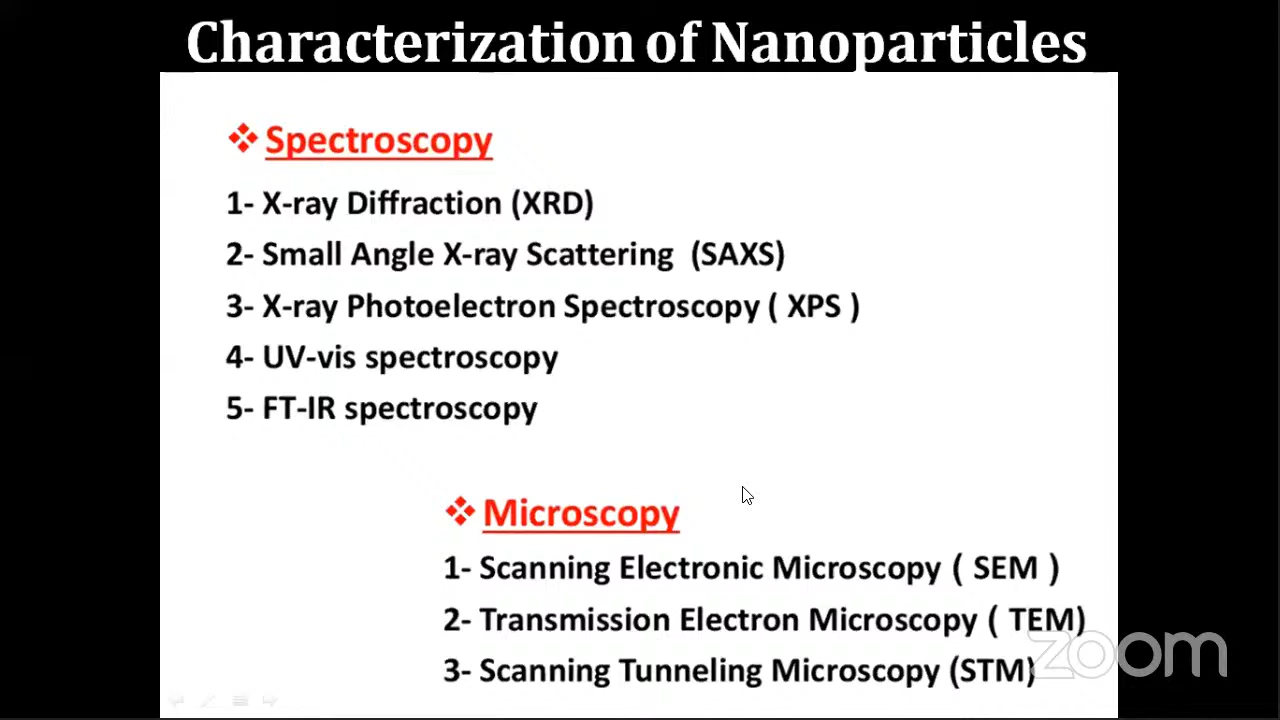 Characterization of Nanoparticles
Spectroscopy
1- X-ray Diffraction (XRD)
2- Small Angle X-ray Scattering (SAXS)
3- X-ray Photoelectron Spectroscopy ( XPS )
4- UV-vis spectroscopy
5- FT-IR spectroscopy
Microscopy
1- Scanning Electronic Microscopy ( SEM )
2- Transmission Electron Microscopy ( TEM)
3- Scanning Tunneling Microscopy (STM)
zoom